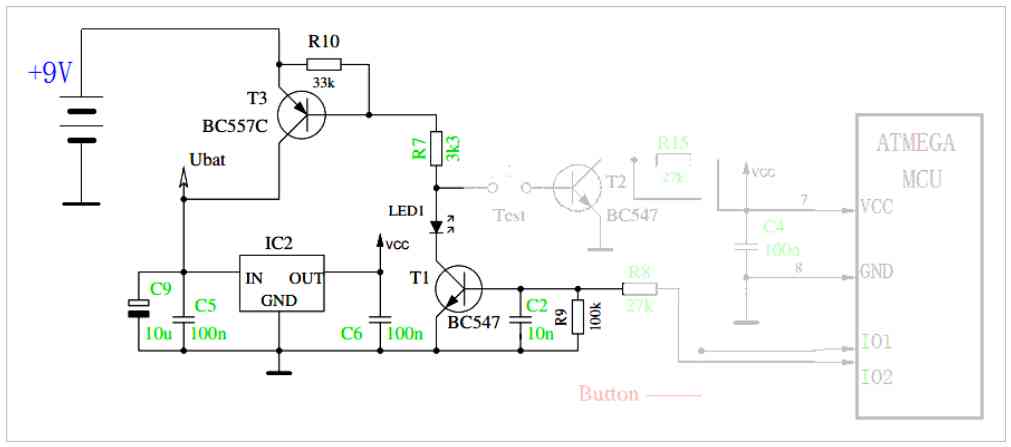 +9V
R10
33k
T3
BC557C
R7
3k3
Ubat
LED1
Test
T2
BC547
R15
27k
VCC
7
ATMEGA
MCU
VCC
C4
100n
8
GND
IC2
IN
OUT
GND
VCC
T1
BC547
R8
27k
C9
10u
C5
100n
C6
100n
C2
10n
R9
100k
IO1
IO2
Button